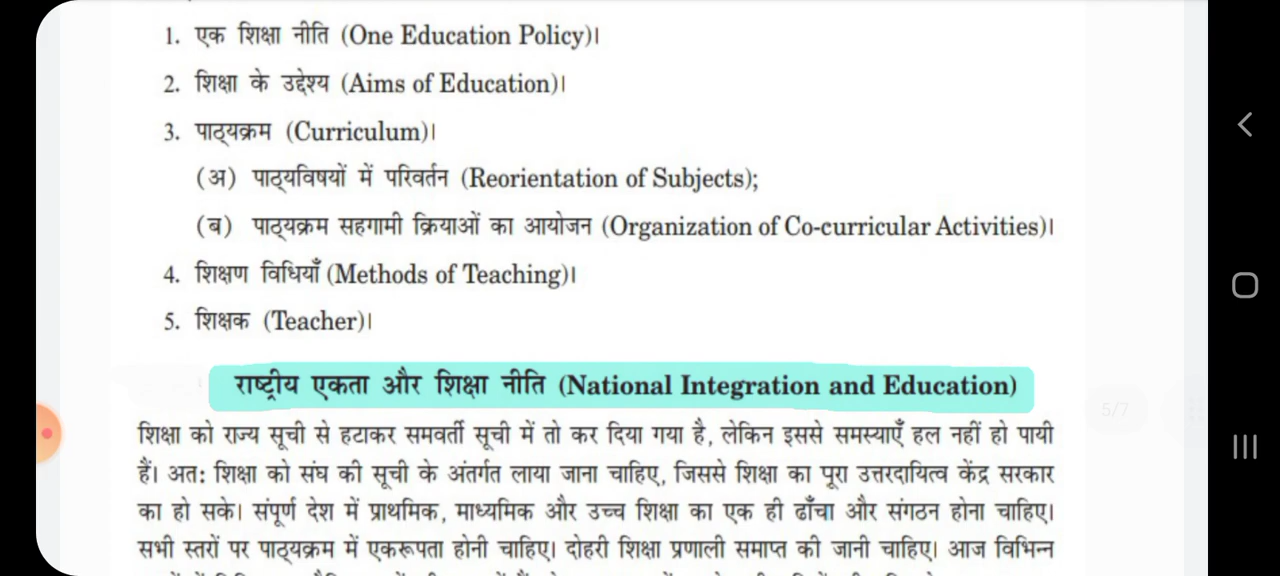 1. एक शिक्षा नीति (One Education Policy)।
2. शिक्षा के उद्देश्य (Aims of Education)।
3. पाठ्यक्रम (Curriculum)।
(अ) पाठ्यविषयों में परिवर्तन (Reorientation of Subjects);
(ब) पाठ्यक्रम सहगामी क्रियाओं का आयोजन (Organization of Co-curricular Activities)।
4. शिक्षण विधियाँ (Methods of Teaching)।
5. शिक्षक (Teacher)।
राष्ट्रीय एकता और शिक्षा नीति (National Integration and Education)
5/7
शिक्षा को राज्य सूची से हटाकर समवर्ती सूची में तो कर दिया गया है, लेकिन इससे समस्याएँ हल नहीं हो पायी
हैं। अत: शिक्षा को संघ की सूची के अंतर्गत लाया जाना चाहिए, जिससे शिक्षा का पूरा उत्तरदायित्व केंद्र सरकार
का हो सके। संपूर्ण देश में प्राथमिक, माध्यमिक और उच्च शिक्षा का एक ही ढाँचा और संगठन होना चाहिए।
सभी स्तरों पर पाठ्यक्रम में एकरूपता होनी चाहिए। दोहरी शिक्षा प्रणाली समाप्त की जानी चाहिए। आज विभिन्न